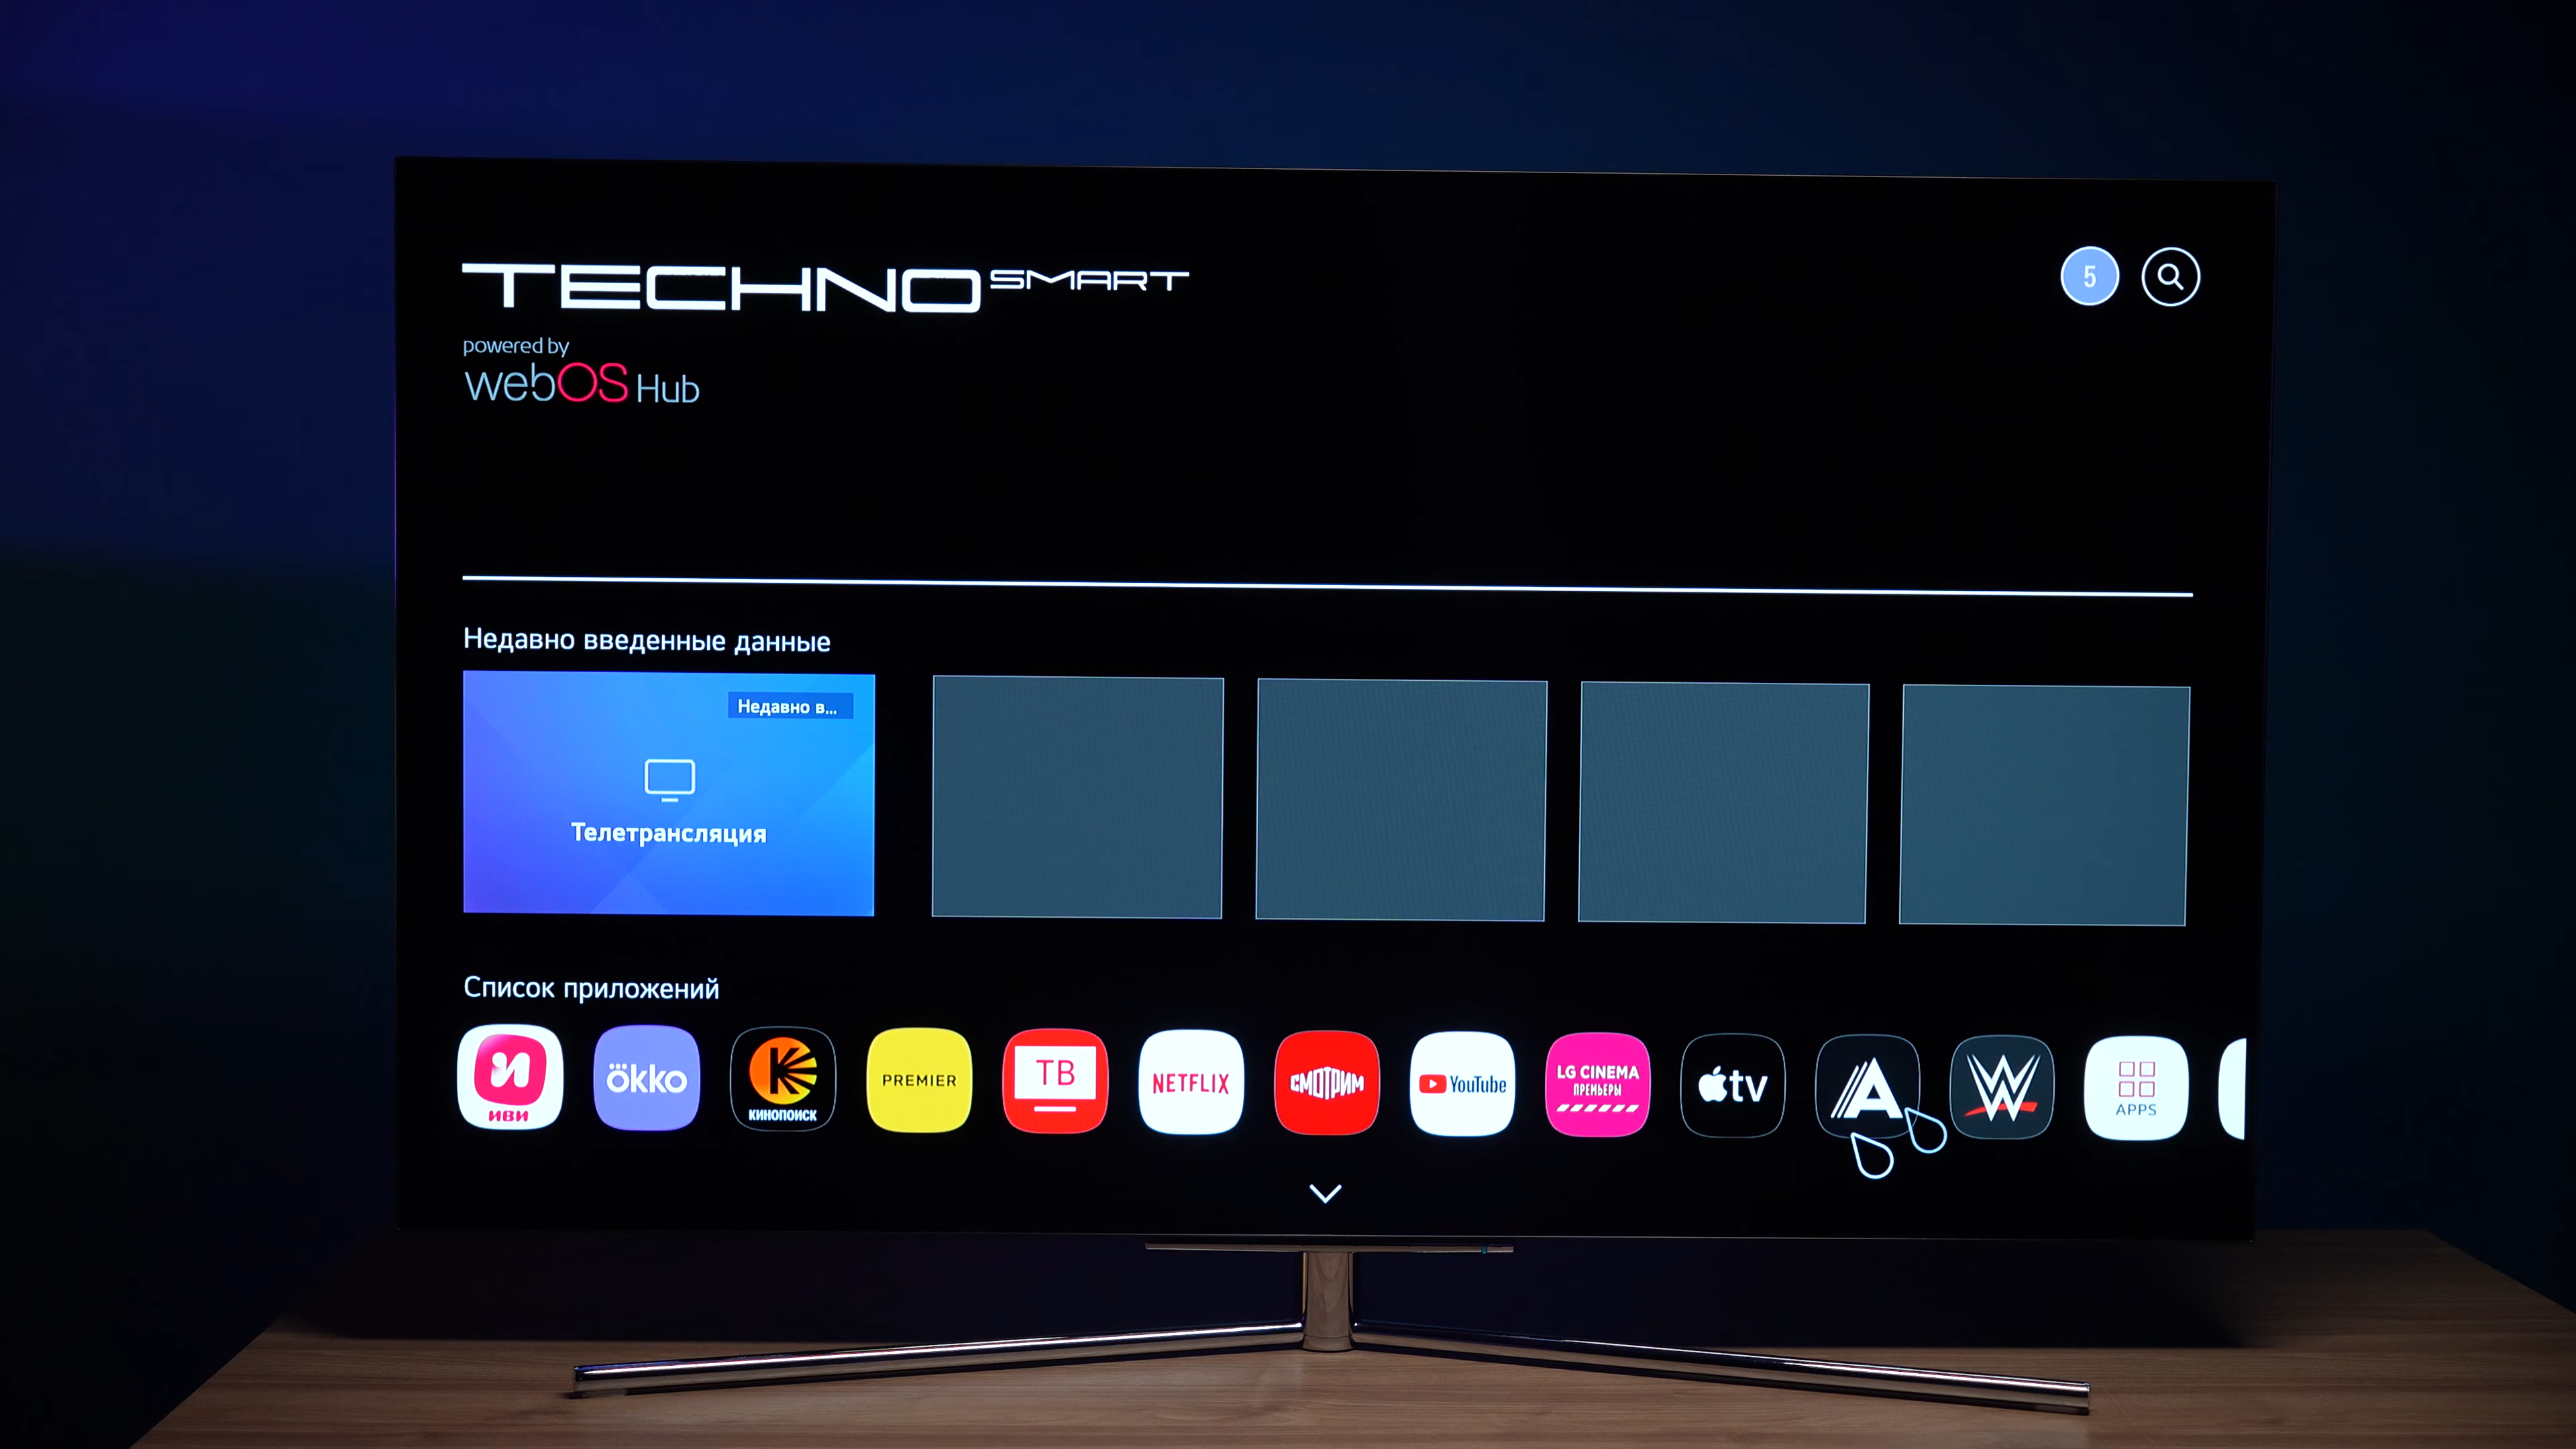 TECHNO SMART
5
powered by
webOS Hub
Недавно введенные данные
Недавно в...
Телетрансляция
Список приложений
иви
ökko
КИНОПОИСК
PREMIER
ТВ
NETFLIX
СМОТРИМ
YouTube
LG CINEMA
ПРЕМЬЕРЫ
tv
A
W
APPS